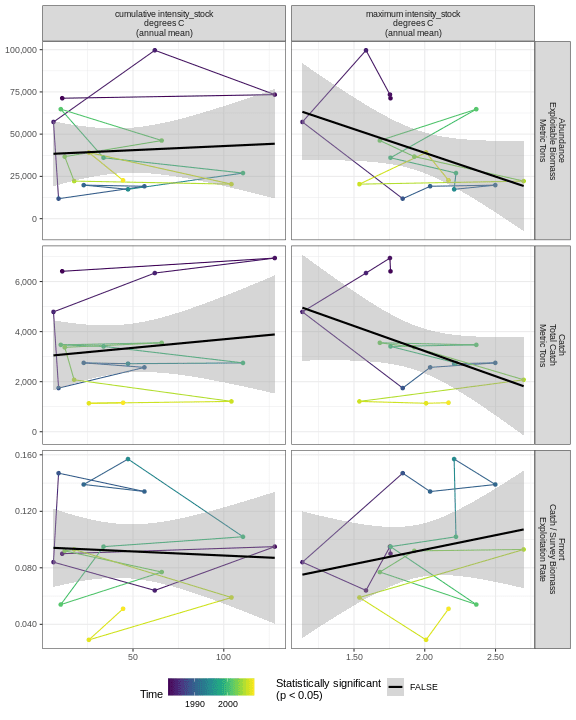 cumulative intensity_stock
degrees C
(annual mean)
maximum intensity_stock
degrees C
(annual mean)
100,000
75,000
50,000
25,000
0
Abundance
Exploitable Biomass
Metric Tons
6,000
4,000
2,000
0
Catch
Total Catch
Metric Tons
0.160
0.120
0.080
0.040
Fmort
Catch / Survey Biomass
Exploitation Rate
50
100
1.50
2.00
2.50
Time
1990
2000
Statistically significant
(p < 0.05)
FALSE